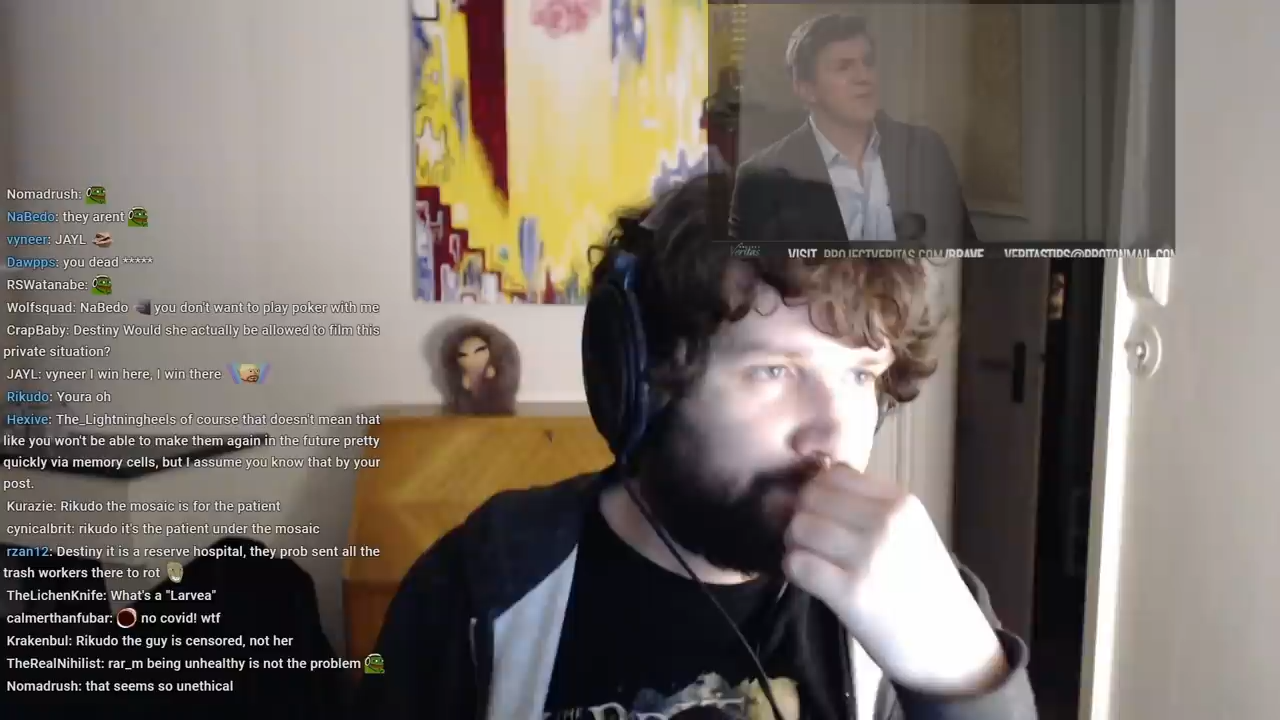 VISIT PROJECTVERITAS.COM/BRAVE VERITASTIPS@PROTONMAIL.COM
Veritas
Nomadrush:
NaBedo: they arent
vyneer: JAYL
Dawpps: you dead *****
RSWatanabe:
Wolfsquad: NaBedo you don't want to play poker with me
CrapBaby: Destiny Would she actually be allowed to film this
private situation?
JAYL: vyneer I win here, I win there
Rikudo: Youra oh
Hexive: The_Lightningheels of course that doesn't mean that
like you won't be able to make them again in the future pretty
quickly via memory cells, but I assume you know that by your
post.
Kurazie: Rikudo the mosaic is for the patient
cynicalbrit: rikudo it's the patient under the mosaic
rzan12: Destiny it is a reserve hospital, they prob sent all the
trash workers there to rot
TheLichenKnife: What's a "Larvea"
calmerthanfubar: no covid! wtf
Krakenbul: Rikudo the guy is censored, not her
TheRealNihilist: rar_m being unhealthy is not the problem
Nomadrush: that seems so unethical